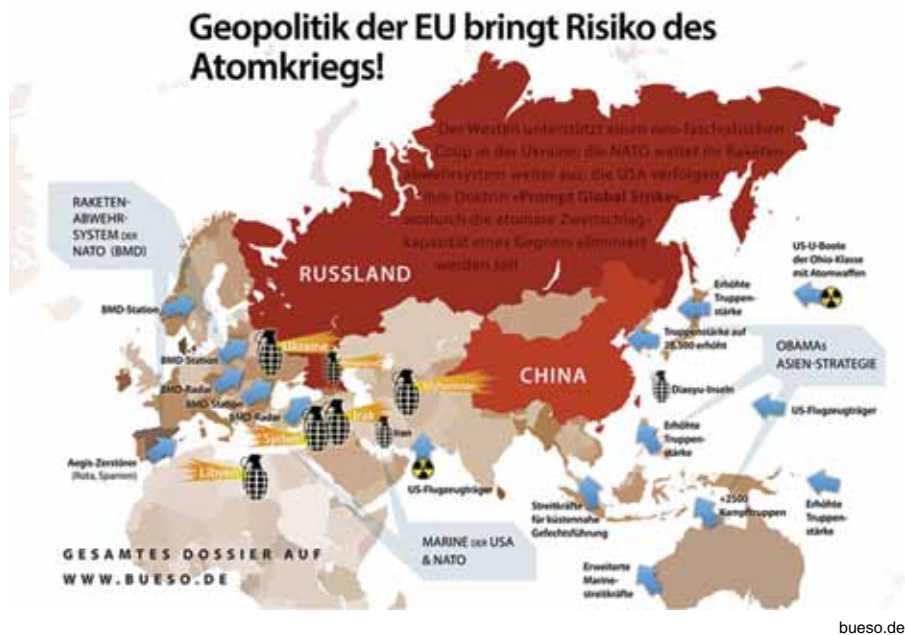 Geopolitik der EU bringt Risiko des
Atomkriegs!
Der Westen unterstützt einen neo-faschistischen
Coup in der Ukraine; die NATO weitet ihr Raketen-
abwehrsystem weiter aus; die USA verfolgen
ihre Doktrin »Prompt Global Strike«,
wodurch die atomare Zweitschlag-
kapazität eines Gegners eliminiert
werden soll
RAKETEN-
ABWEHR-
SYSTEM DER
NATO (BMD)
RUSSLAND
CHINA
US-U-Boote
der Ohio-Klasse
mit Atomwaffen
Erhöhte
Truppen-
stärke
Truppenstärke auf
28.500 erhöht
OBAMAs
ASIEN-STRATEGIE
BMD-Station
BMD-Station
BMD-Radar
BMD Station
BMD-Radar
Ukraine
Syrien
Irak
Iran
Libyen
Diaoyu-Inseln
US-Flugzeugträger
Erhöhte
Truppen-
stärke
Aegis-Zerstörer
(Rota, Spanien)
US-Flugzeugträger
Streitkräfte
für küstennahe
Gefechtsführung
+2500
Kampftruppen
Erhöhte
Truppen-
stärke
MARINE DER USA
& NATO
Erweiterte
Marine-
streitkräfte
GESAMTES DOSSIER AUF
WWW.BUESO.DE
bueso.de